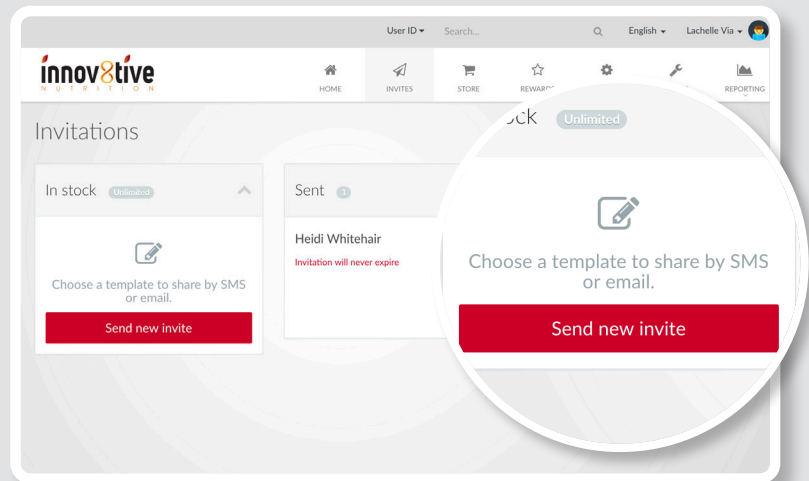 User ID
Search...
English
Lachelle Via
innov8tive
NUTRITION
HOME
INVITES
STORE
REWARDS
REPORTING
Invitations
In stock Unlimited
Choose a template to share by SMS
or email.
Send new invite
Sent 1
Heidi Whitehair
Invitation will never expire
Unlimited
Choose a template to share by SMS
or email.
Send new invite